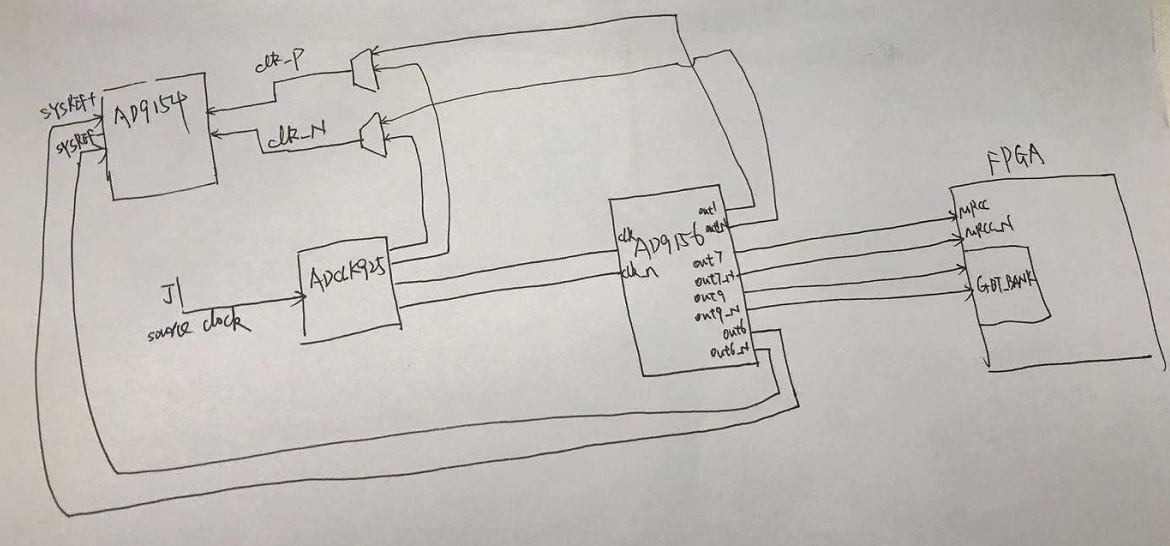 clk_P
SYSREF+
AD9154
SYSREF-
clk_N
FPGA
MRCC
MRCC_N
out1
clk
AD9156
out7
clk_n
out7_N
out9
out9_N
out6
out6_N
GBT_BANK
ADCLK925
J1
source clock